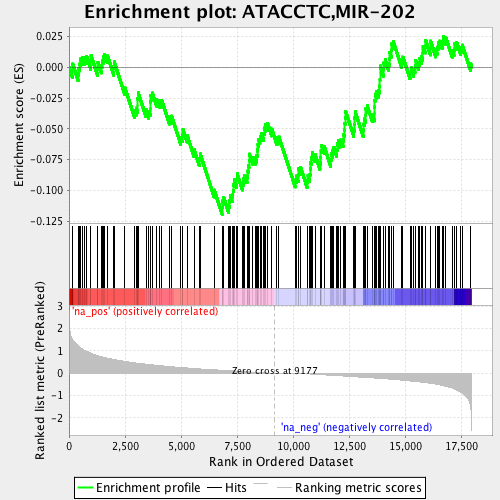 Enrichment plot: ATACCTC,MIR-202
Enrichment score (ES)
0.025
0.000
-0.025
-0.050
-0.075
-0.100
-0.125
Ranked list metric (PreRanked)
3
2
1
0
-1
-2
'na_pos' (positively correlated)
Zero cross at 9177
'na_neg' (negatively correlated)
0
2,500
5,000
7,500
10,000
12,500
15,000
17,500
Rank in Ordered Dataset
Enrichment profile
Hits
Ranking metric scores